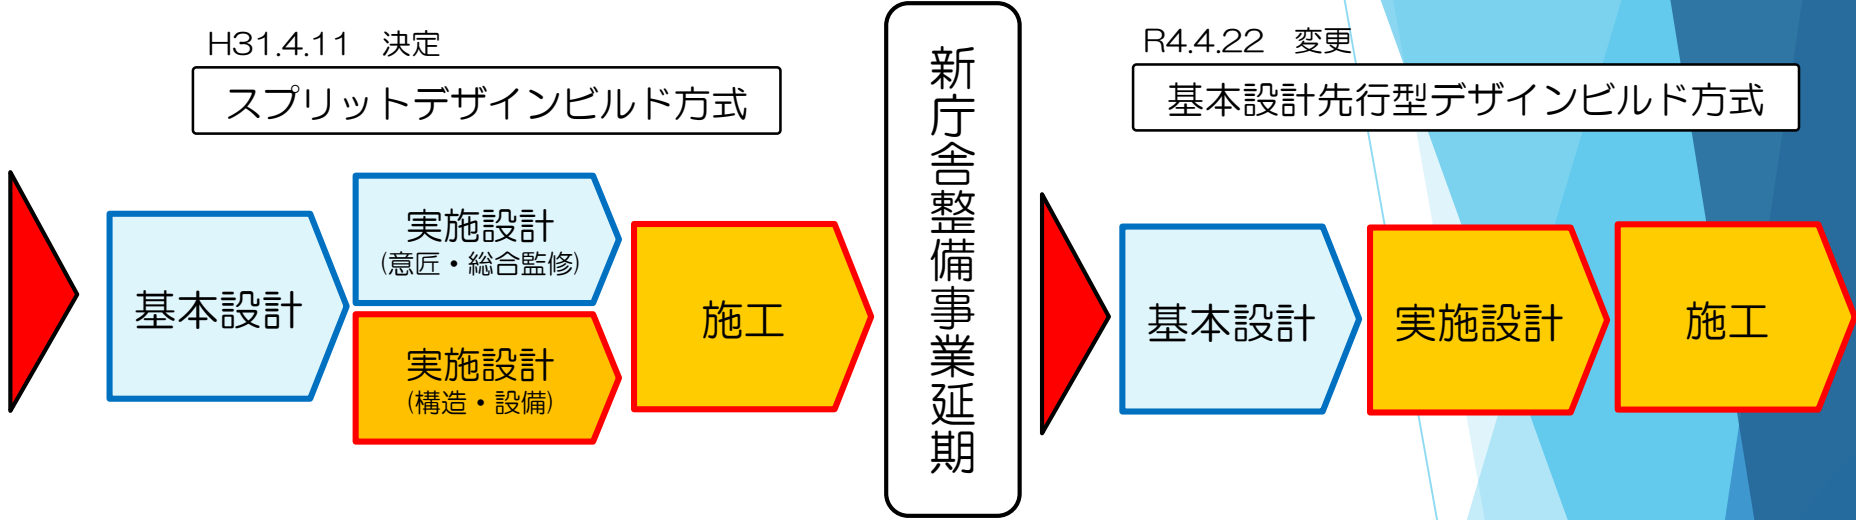 H31.4.11　決定
スプリットデザインビルド方式
基本設計
実施設計
(意匠・総合監修)
実施設計
(構造・設備)
施工
新庁舎整備事業延期
R4.4.22　変更
基本設計先行型デザインビルド方式
基本設計
実施設計
施工